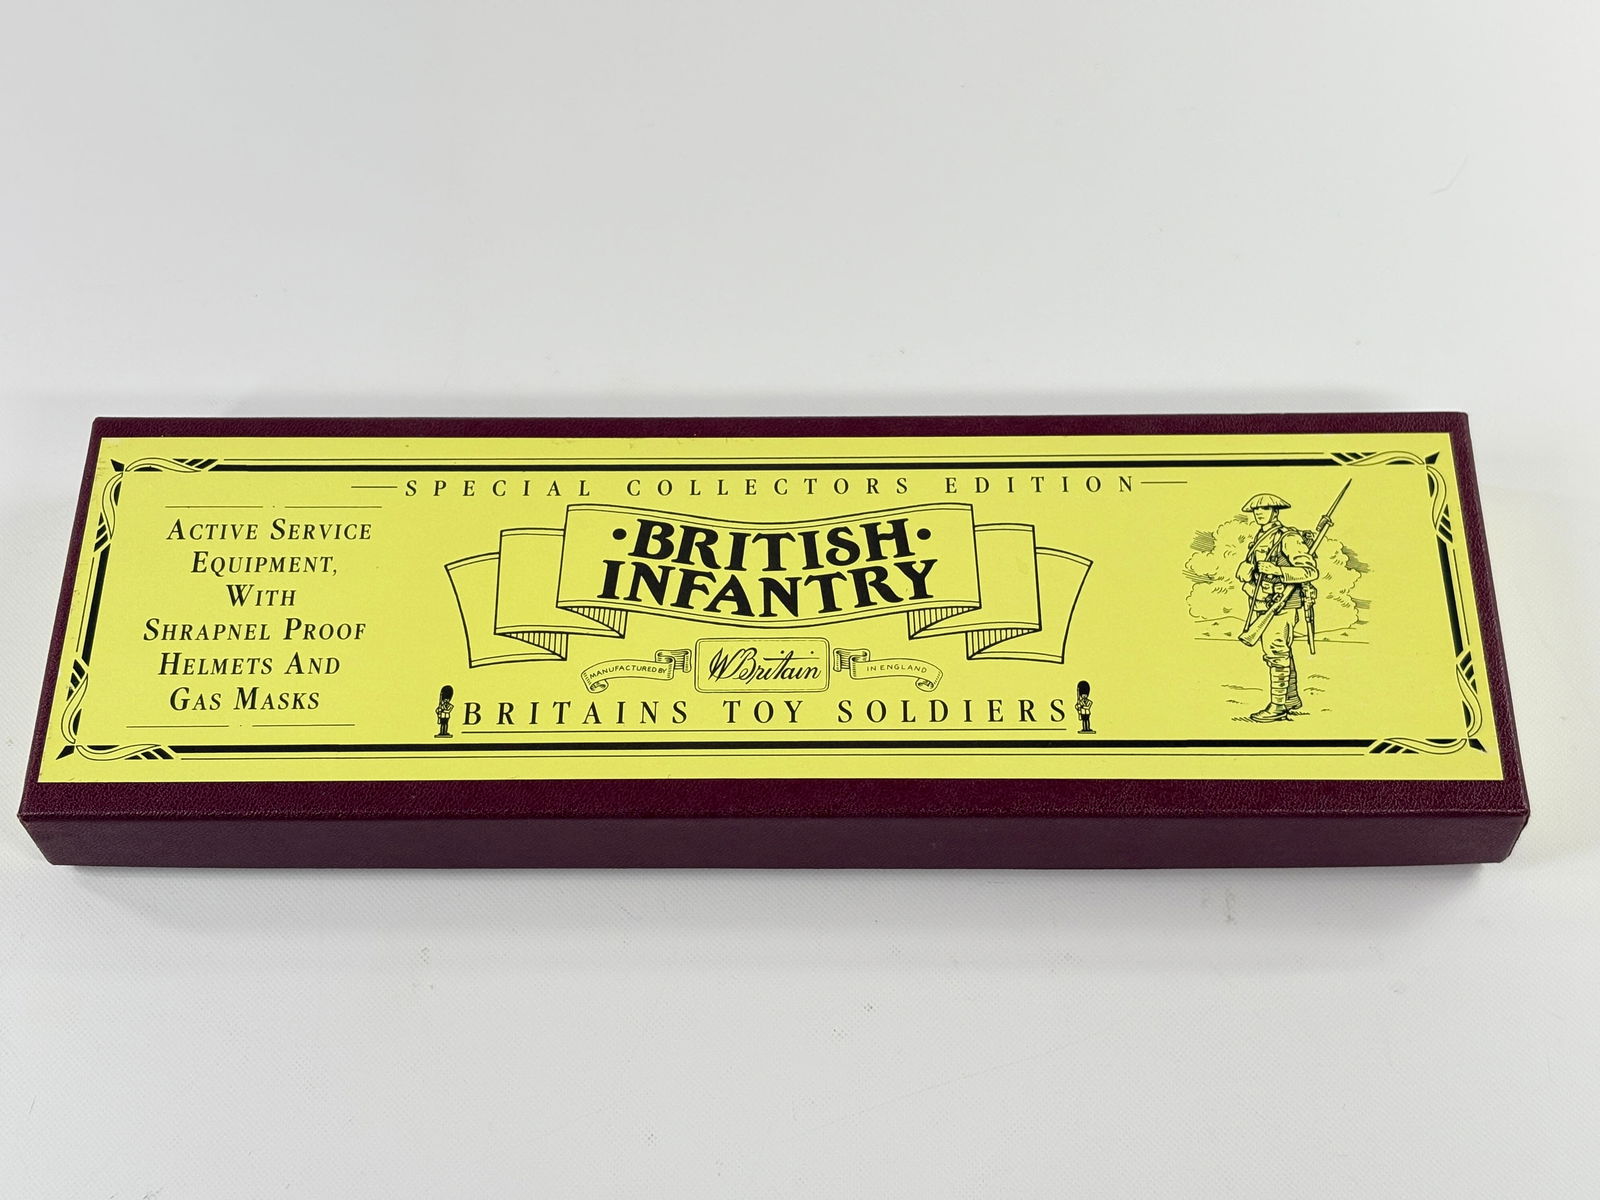 SPECIAL COLLECTORS EDITION
ACTIVE SERVICE
EQUIPMENT,
WITH
SHRAPNEL PROOF
HELMETS AND
GAS MASKS
·BRITISH·
INFANTRY
MANUFACTURED BY
W Britain
IN ENGLAND
BRITAINS TOY SOLDIERS